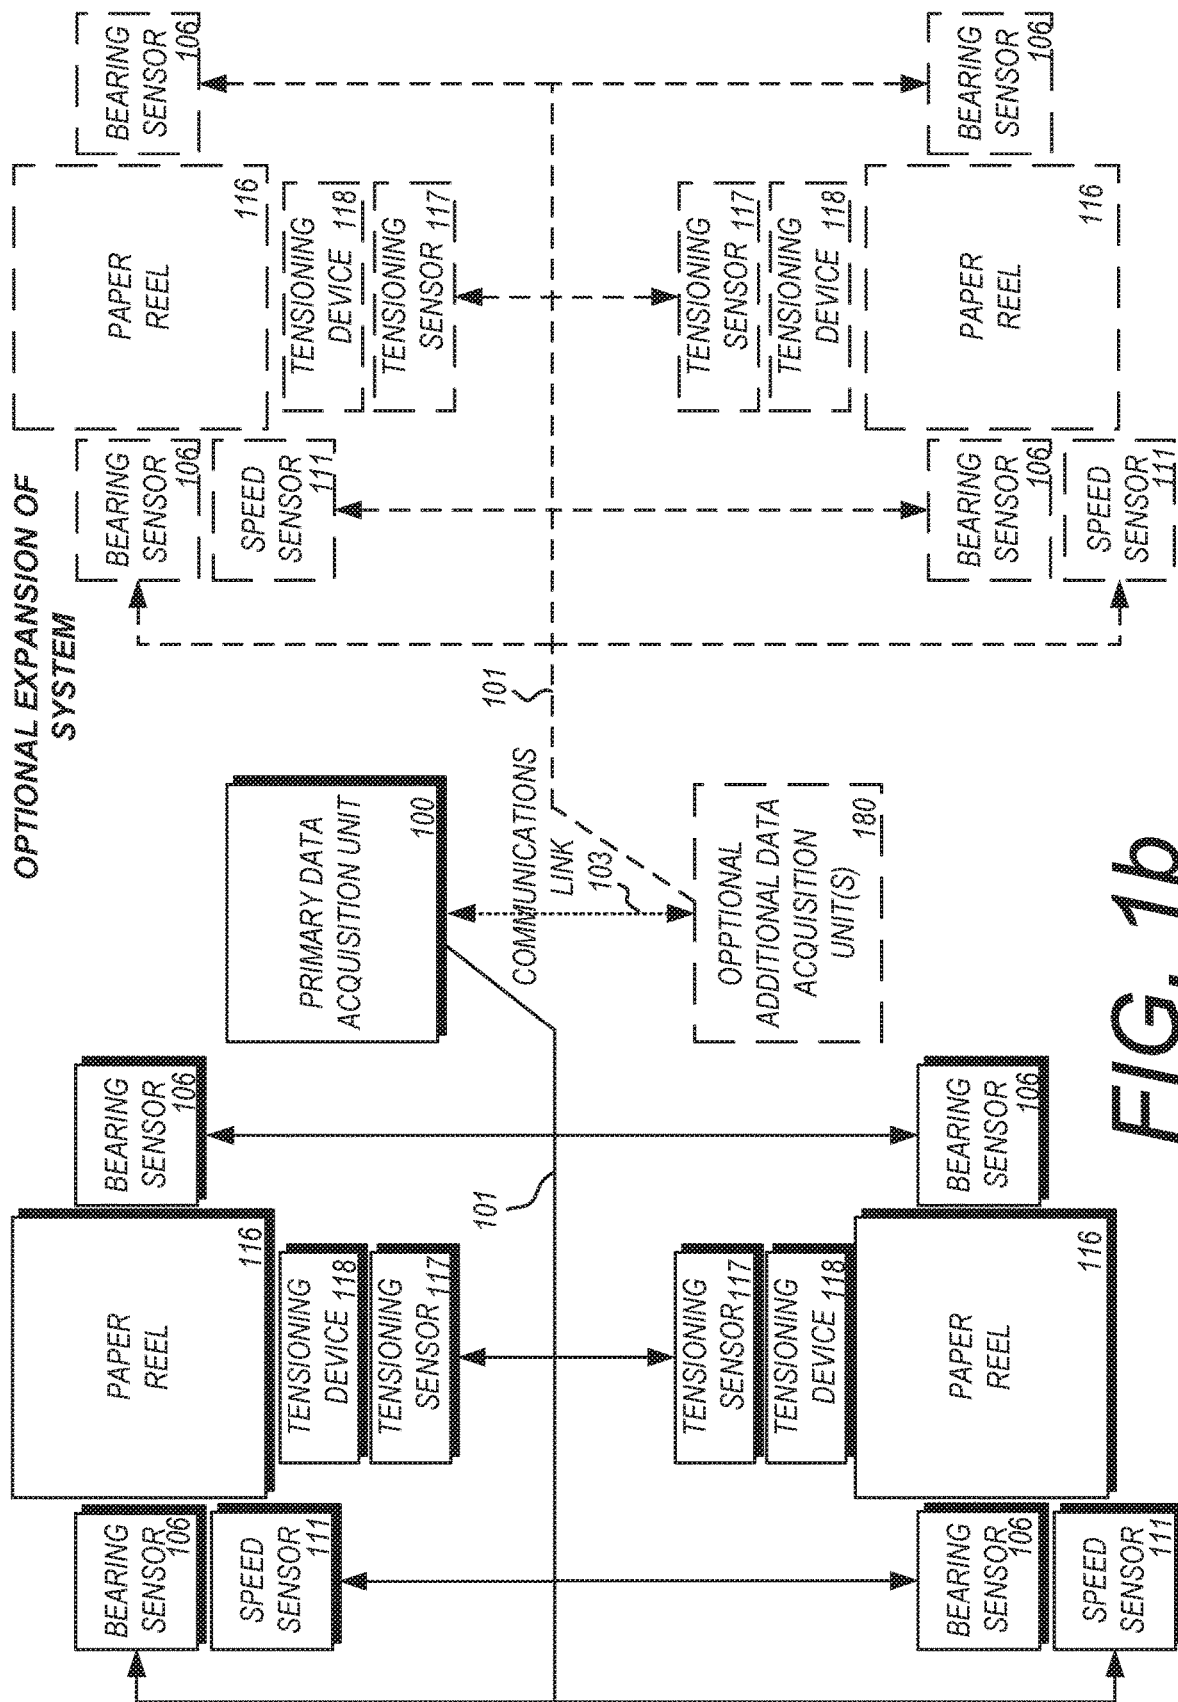 OPTIONAL EXPANSION OF
SYSTEM
BEARING
SENSOR
106
SPEED
SENSOR
111
PAPER
REEL
116
TENSIONING
DEVICE 118
TENSIONING
SENSOR 117
BEARING
SENSOR
106
PRIMARY DATA
ACQUISITION UNIT
100
BEARING
SENSOR
106
SPEED
SENSOR
111
PAPER
REEL
116
TENSIONING
DEVICE 118
TENSIONING
SENSOR 117
BEARING
SENSOR
106
101
COMMUNICATIONS
LINK
103
101
TENSIONING
SENSOR 117
TENSIONING
DEVICE 118
BEARING
SENSOR
106
SPEED
SENSOR
111
PAPER
REEL
116
BEARING
SENSOR
106
OPPTIONAL
ADDITIONAL DATA
ACQUISITION
UNIT(S)
180
TENSIONING
SENSOR 117
TENSIONING
DEVICE 118
BEARING
SENSOR
106
SPEED
SENSOR
111
PAPER
REEL
116
BEARING
SENSOR
106
FIG. 1b